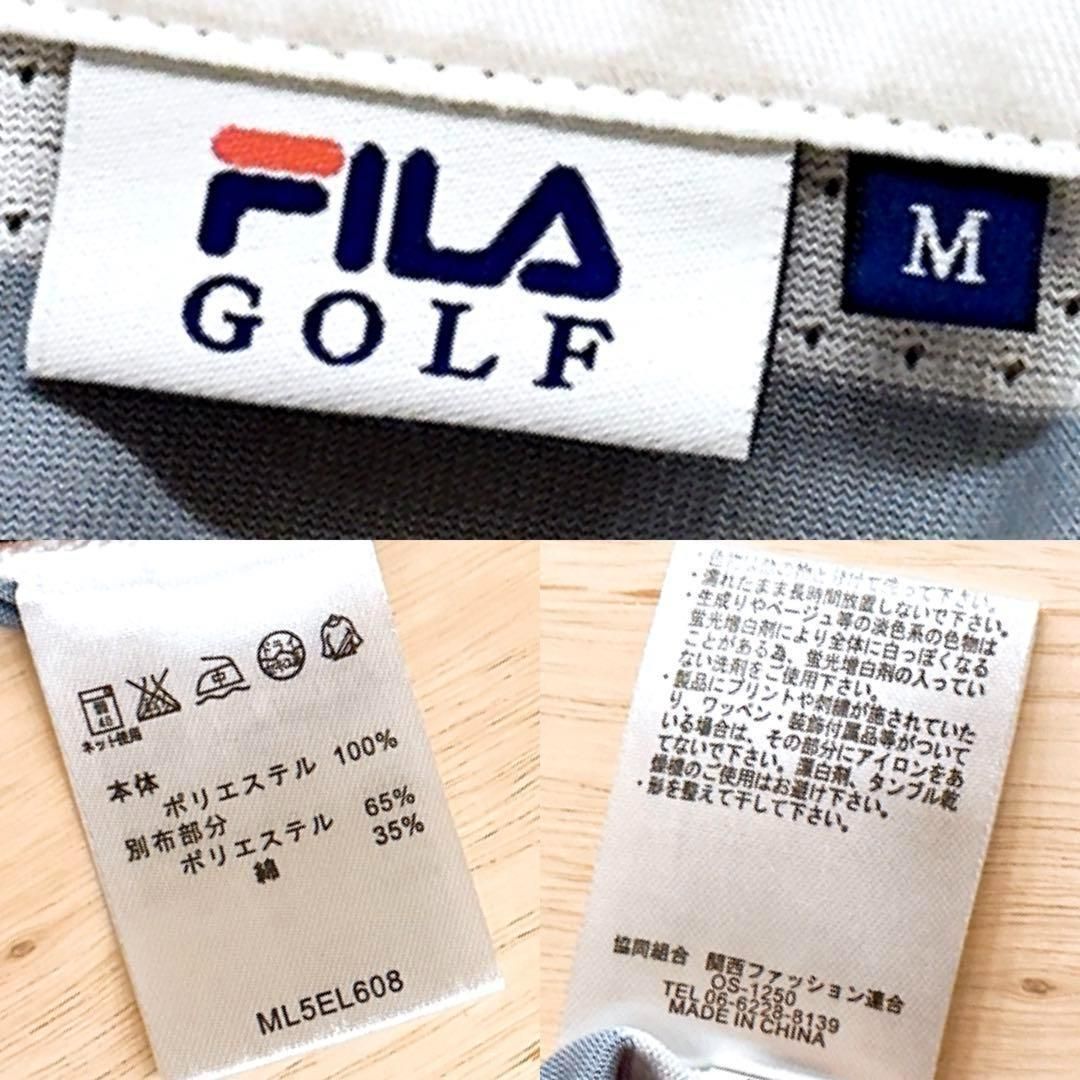 FILA
GOLF
M
弱
40
ネット使用
中
ドライ
本体
ポリエステル 100%
別布部分
ポリエステル 65%
綿 35%
ML5EL608
・濡れたまま長時間放置しないで下さい。
・生成りやベージュ等の淡色系の色物は
蛍光増白剤により全体に白っぽくなる
ことがある為、蛍光増白剤の入ってい
ない洗剤をご使用下さい。
・製品にプリントや刺繍が施されていた
り、ワッペン・装飾付属品等がついて
いる場合は、その部分にアイロンをあ
てないで下さい。漂白剤、タンブル乾
燥機のご使用はお避け下さい。
・形を整えて干して下さい。
協同組合 関西ファッション連合
OS-1250
TEL 06-6228-8139
MADE IN CHINA